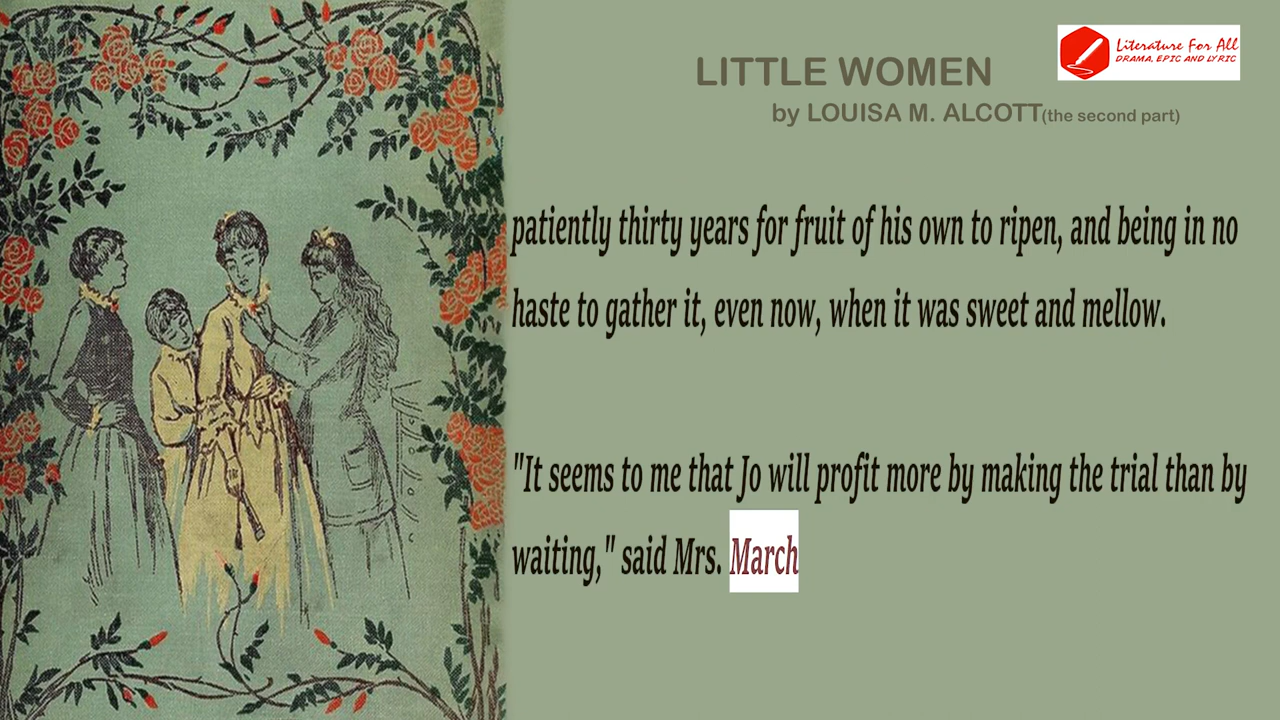 LITTLE WOMEN
by LOUISA M. ALCOTT(the second part)
Literature For All
DRAMA, EPIC AND LYRIC
patiently thirty years for fruit of his own to ripen, and being in no
haste to gather it, even now, when it was sweet and mellow.
"It seems to me that Jo will profit more by making the trial than by
waiting," said Mrs. March